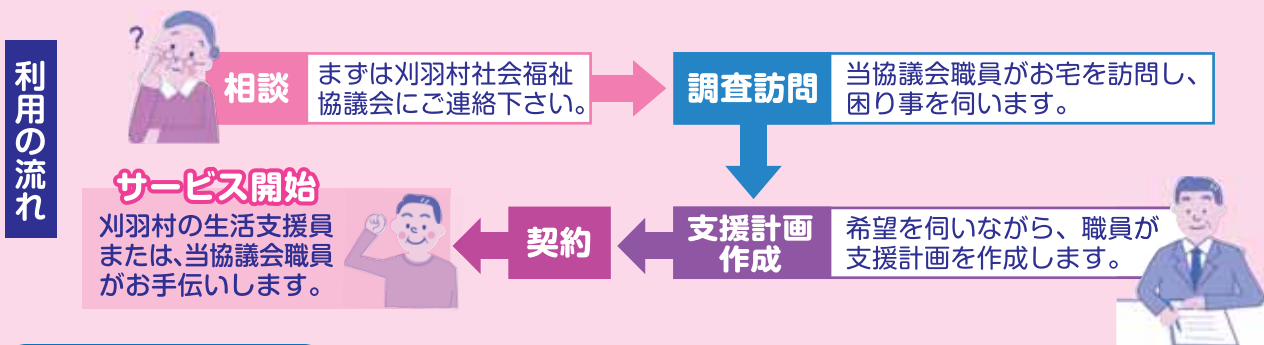 利用の流れ
?
相談
まずは刈羽村社会福祉
協議会にご連絡下さい。
調査訪問
当協議会職員がお宅を訪問し、
困り事を伺います。
支援計画
作成
希望を伺いながら、職員が
支援計画を作成します。
契約
サービス開始
刈羽村の生活支援員
または、当協議会職員
がお手伝いします。